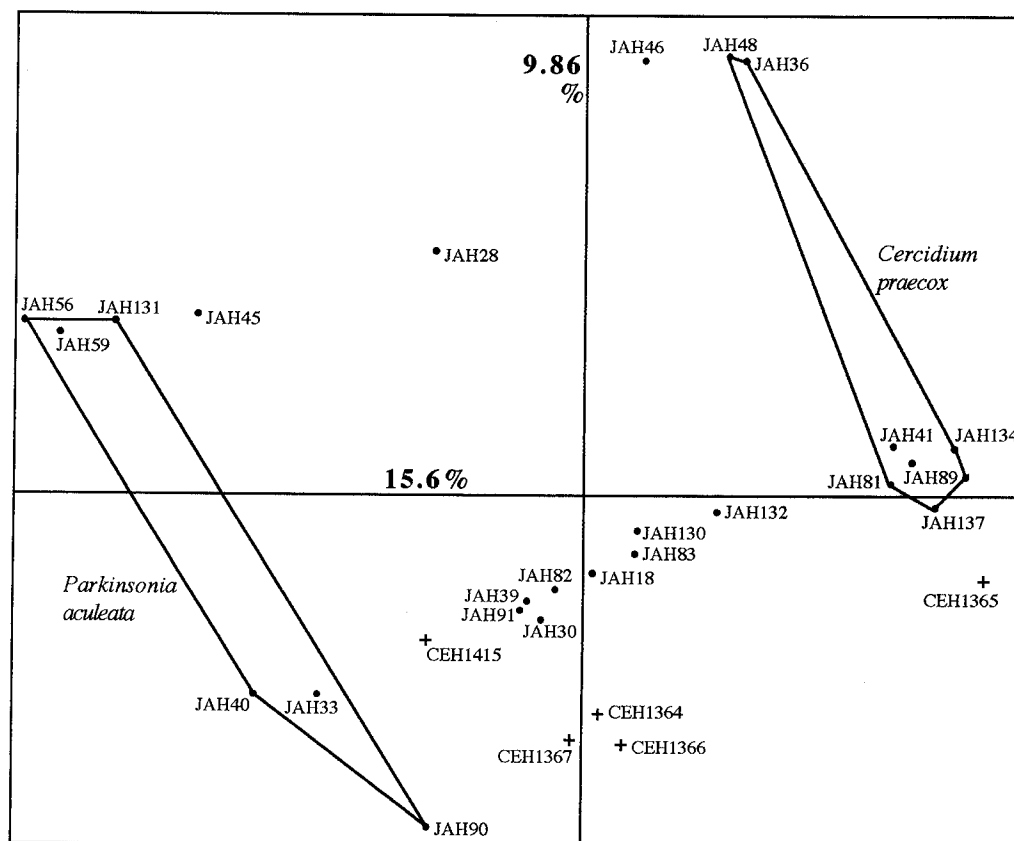 JAH46
JAH48
9.86
%
JAH36
JAH28
Cercidium
praecox
JAH56
JAH131
JAH45
JAH59
JAH41
JAH134
15.6%
JAH81
JAH89
JAH137
JAH132
JAH130
JAH83
Parkinsonia
aculeata
JAH82
JAH18
JAH39
JAH91
JAH30
CEH1365
CEH1415
JAH40
JAH33
CEH1364
CEH1367
CEH1366
JAH90